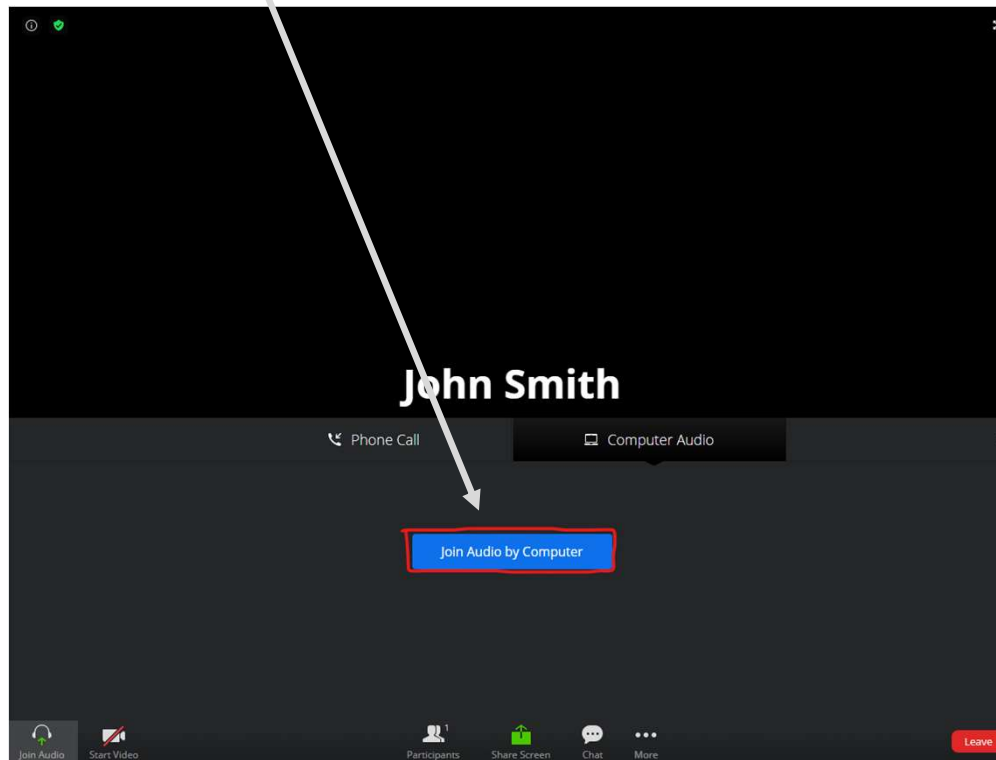 John Smith
Phone Call
Computer Audio
Join Audio by Computer
Join Audio
Start Video
1
Participants
Share Screen
Chat
More
Leave